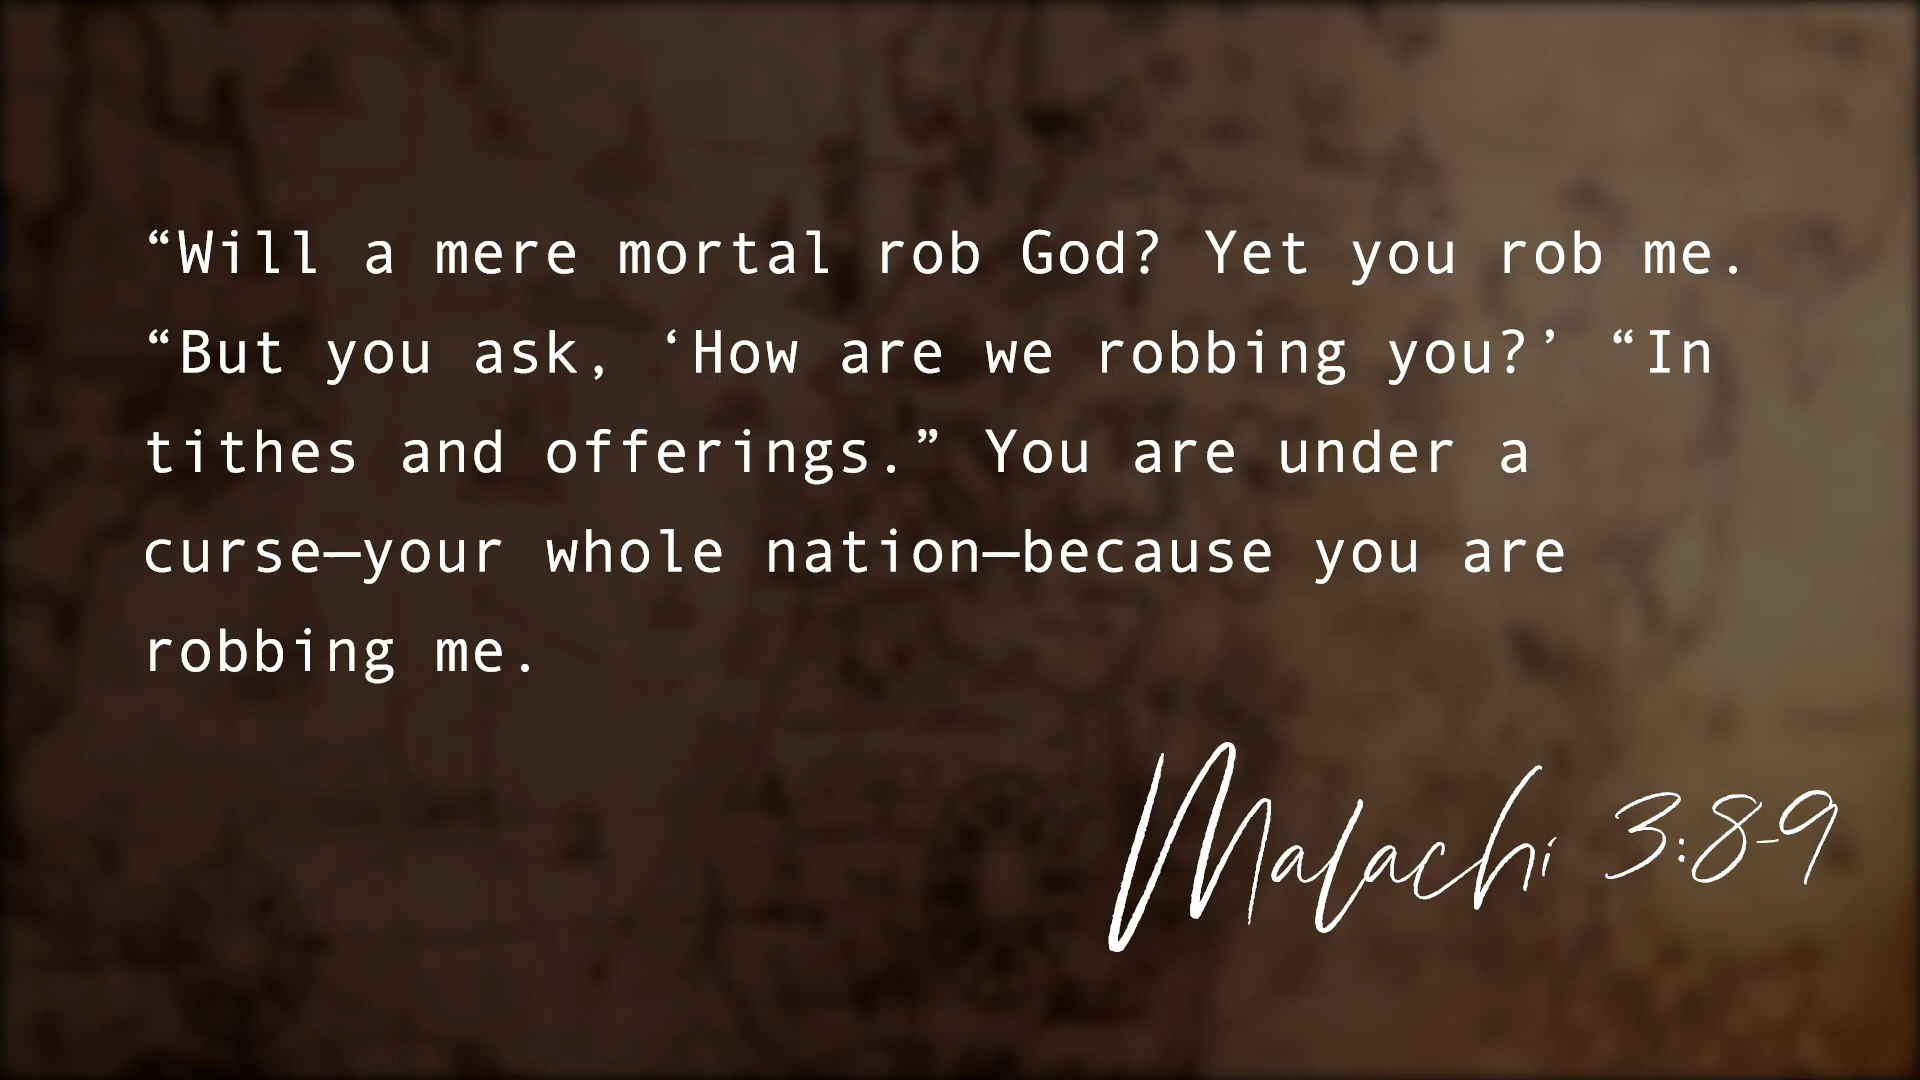 “Will a mere mortal rob God? Yet you rob me.
“But you ask, ‘How are we robbing you?’ “In
tithes and offerings.” You are under a
curse—your whole nation—because you are
robbing me.
Malachi 3:8-9